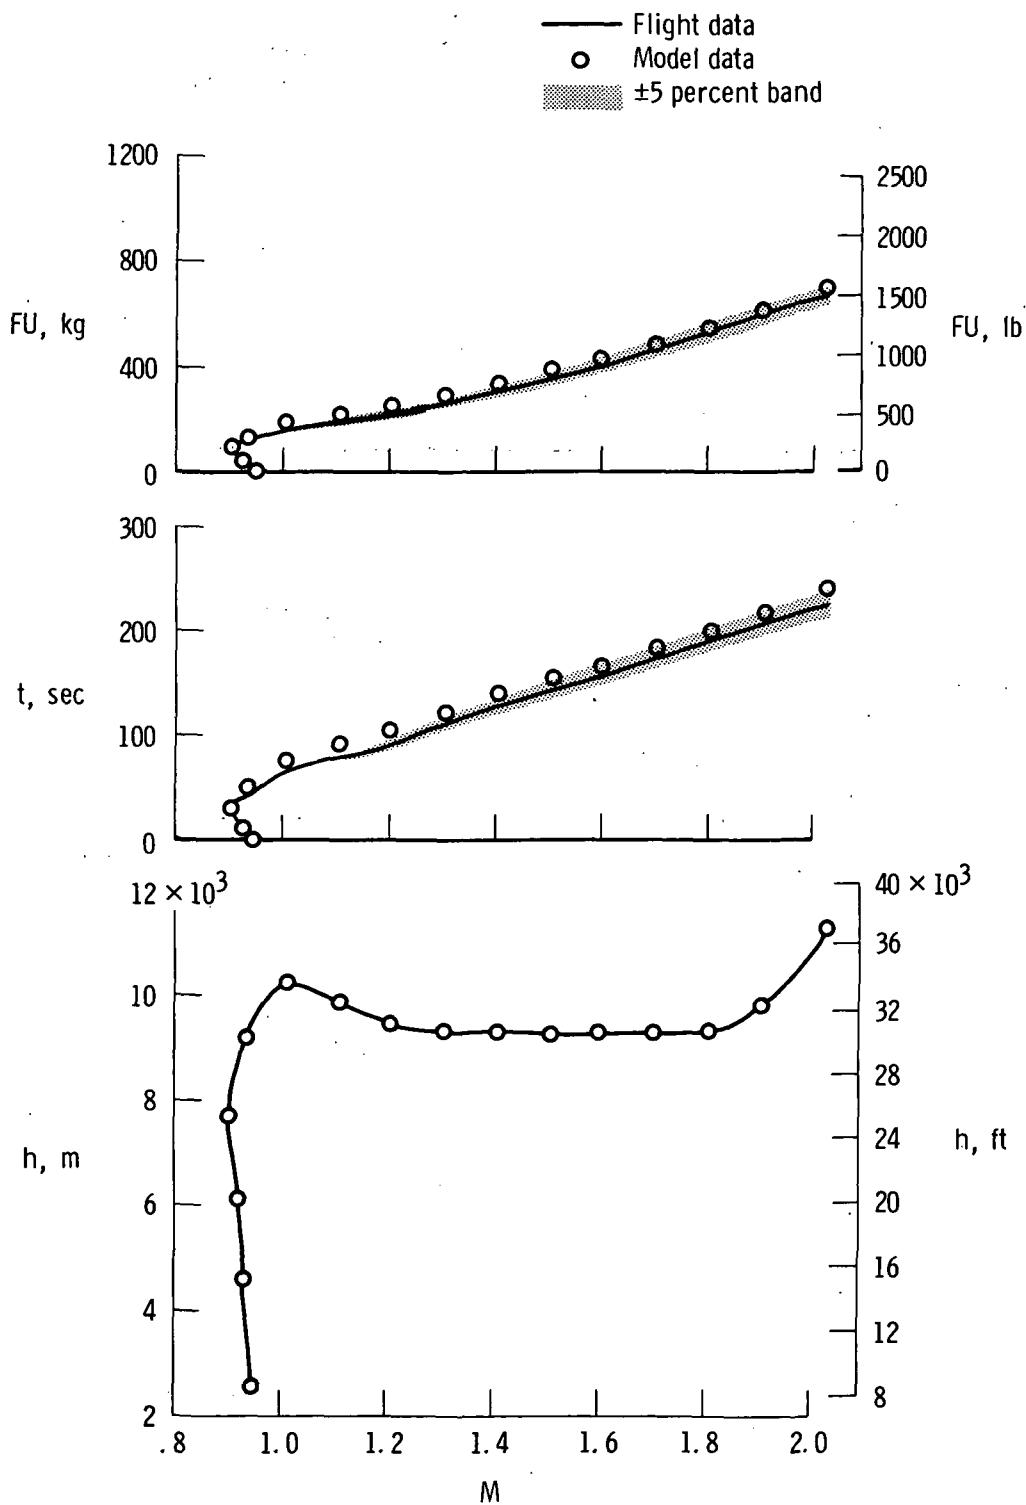 Flight data
Model data
±5 percent band
1200
800
400
0
FU, kg
2500
2000
1500
1000
500
0
FU, lb
300
200
100
0
t, sec
12 × 10³
10
8
6
4
2
h, m
40 × 10³
36
32
28
24
20
16
12
8
h, ft
.8 1.0 1.2 1.4 1.6 1.8 2.0
M